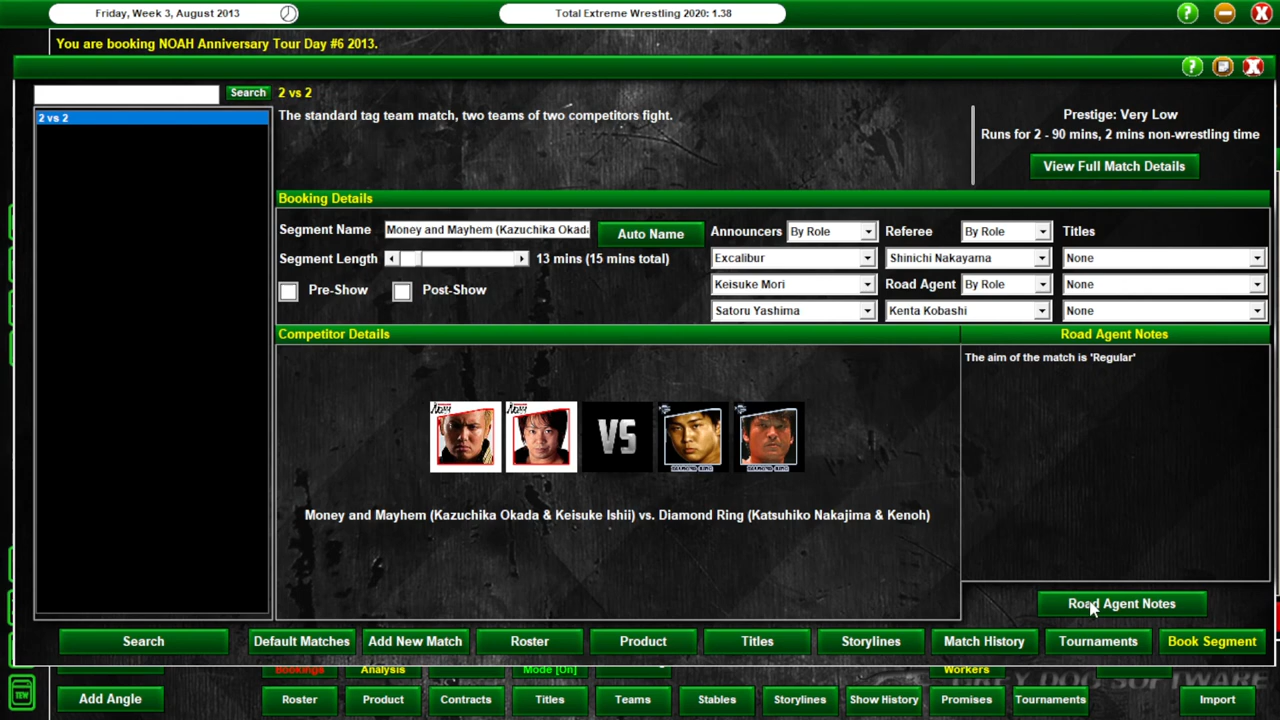 Friday, Week 3, August 2013
Total Extreme Wrestling 2020: 1.38
You are booking NOAH Anniversary Tour Day #6 2013.
Search
2 vs 2
2 vs 2
The standard tag team match, two teams of two competitors fight.
Prestige: Very Low
Runs for 2 - 90 mins, 2 mins non-wrestling time
View Full Match Details
Booking Details
Segment Name
Money and Mayhem (Kazuchika Okada
Auto Name
Announcers
By Role
Referee
By Role
Titles
Segment Length
13 mins (15 mins total)
Excalibur
Shinichi Nakayama
None
Pre-Show
Post-Show
Keisuke Mori
Road Agent
By Role
None
Satoru Yashima
Kenta Kobashi
None
Competitor Details
Road Agent Notes
The aim of the match is 'Regular'
NOAH
NOAH
VS
Money and Mayhem (Kazuchika Okada & Keisuke Ishii) vs. Diamond Ring (Katsuhiko Nakajima & Kenoh)
Road Agent Notes
Search
Default Matches
Add New Match
Roster
Product
Titles
Storylines
Match History
Tournaments
Book Segment
Bookings
Analysis
Mode [On]
Workers
TEW
Add Angle
Roster
Product
Contracts
Titles
Teams
Stables
Storylines
Show History
Promises
Tournaments
Import